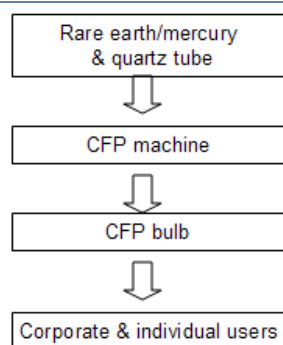 Rare earth/mercury
& quartz tube
CFP machine
CFP bulb
Corporate & individual users